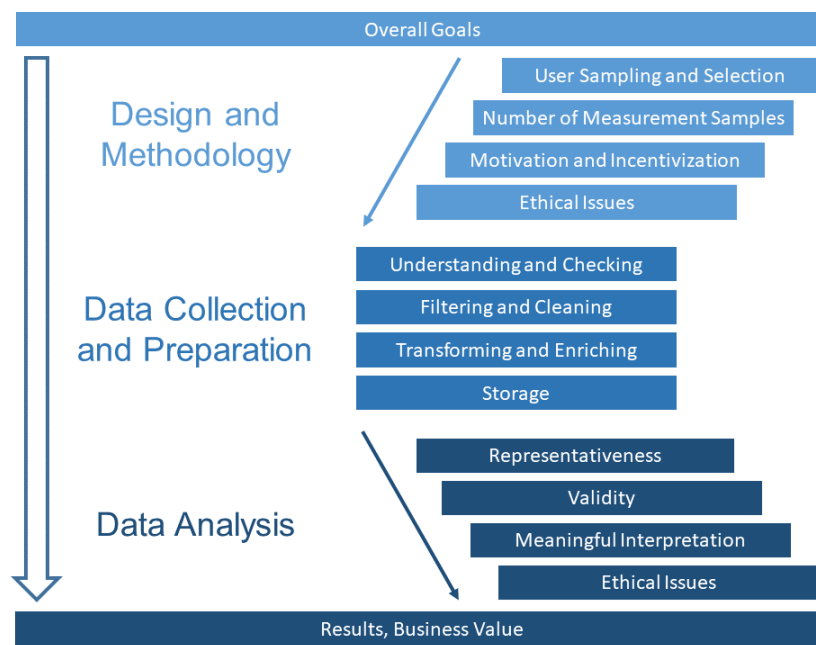 Overall Goals
Design and
Methodology
User Sampling and Selection
Number of Measurement Samples
Motivation and Incentivization
Ethical Issues
Data Collection
and Preparation
Understanding and Checking
Filtering and Cleaning
Transforming and Enriching
Storage
Data Analysis
Representativeness
Validity
Meaningful Interpretation
Ethical Issues
Results, Business Value